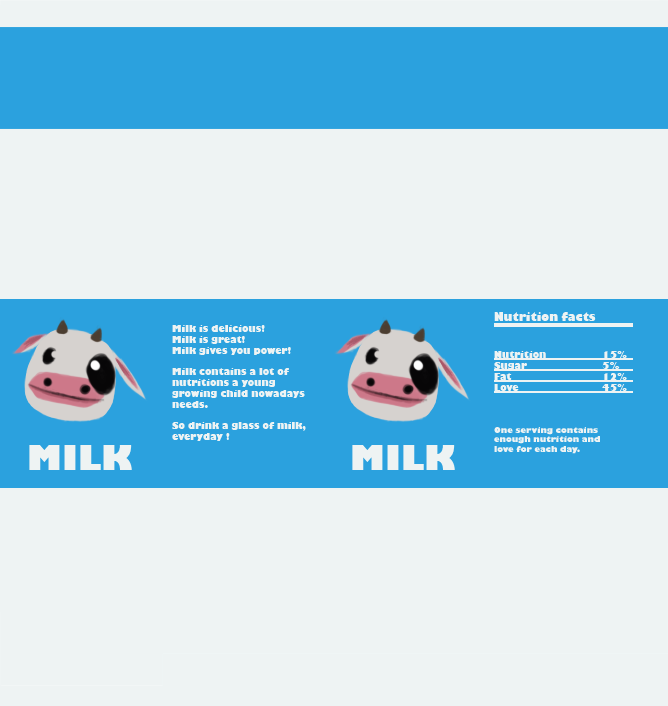 Milk is delicious!
Milk is great!
Milk gives you power!
Milk contains a lot of
nutritions a young
growing child nowadays
needs.
So drink a glass of milk,
everyday !
MILK
MILK
Nutrition facts
Nutrition 15%
Sugar 5%
Fat 12%
Love 45%
One serving contains
enough nutrition and
love for each day.